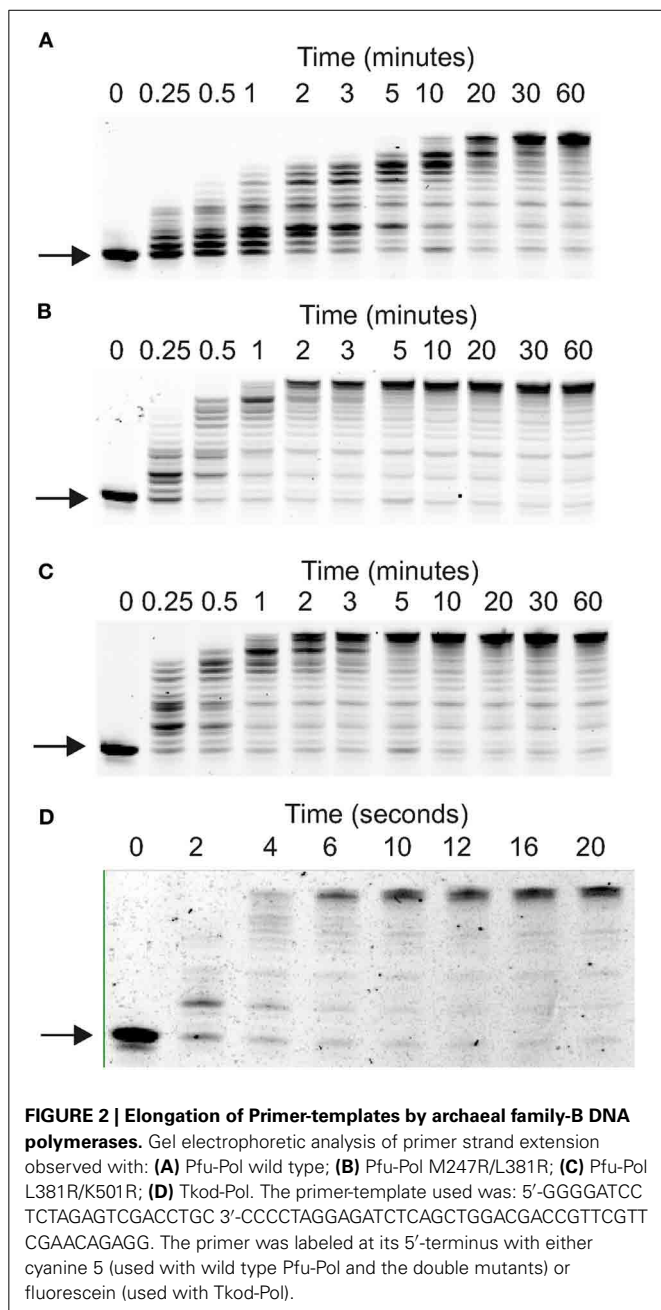 A
Time (minutes)
0 0.25 0.5 1 2 3 5 10 20 30 60
B
Time (minutes)
0 0.25 0.5 1 2 3 5 10 20 30 60
C
Time (minutes)
0 0.25 0.5 1 2 3 5 10 20 30 60
D
Time (seconds)
0 2 4 6 10 12 16 20
FIGURE 2 | Elongation of Primer-templates by archaeal family-B DNA
polymerases. Gel electrophoretic analysis of primer strand extension
observed with: (A) Pfu-Pol wild type; (B) Pfu-Pol M247R/L381R; (C) Pfu-Pol
L381R/K501R; (D) Tkod-Pol. The primer-template used was: 5′-GGGGATCC
TCTAGAGTCGACCTGC 3′-CCCCTAGGAGATCTCAGCTGGACGACCGTTCGTT
CGAACAGAGG. The primer was labeled at its 5′-terminus with either
cyanine 5 (used with wild type Pfu-Pol and the double mutants) or
fluorescein (used with Tkod-Pol).